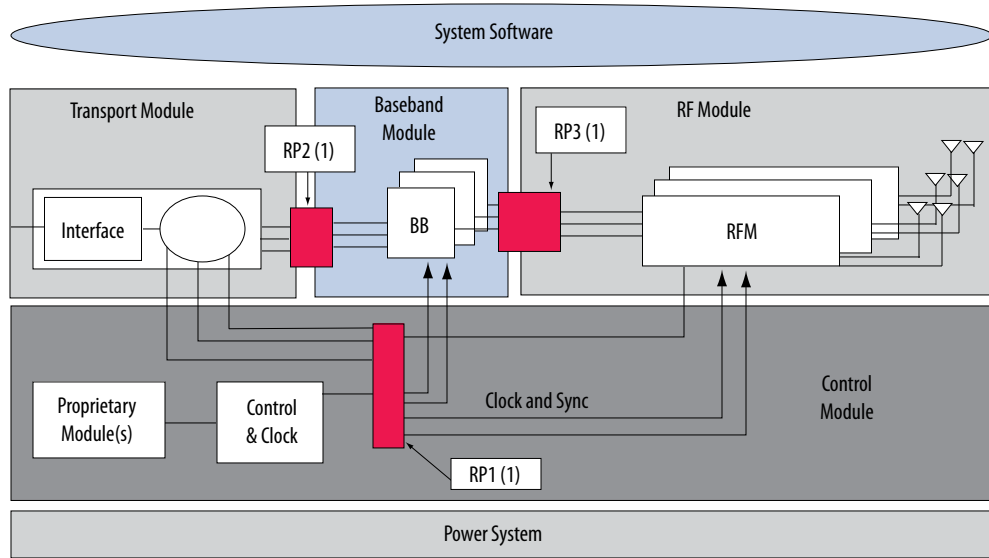 System Software
Transport Module
Baseband
Module
RF Module
RP2 (1)
RP3 (1)
Interface
BB
RFM
Proprietary
Module(s)
Control
& Clock
Clock and Sync
Control
Module
RP1 (1)
Power System